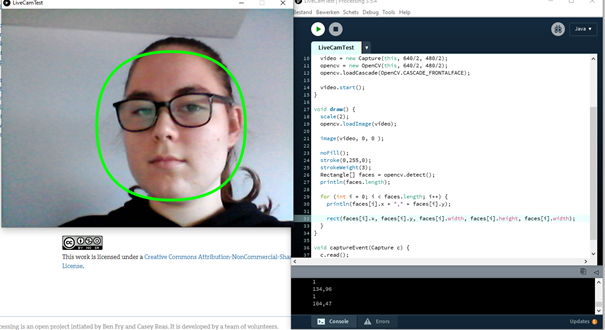 LiveCamTest
This work is licensed under a Creative Commons Attribution-NonCommercial-Sha
License.
cessing is an open project intiated by Ben Fry and Casey Reas. It is developed by a team of volunteers.
LiveCamTest | Processing 3.5.4
Bestand Bewerken Schets Debug Tools Help
Java
LiveCamTest
10 video = new Capture(this, 640/2, 480/2);
11 opencv = new OpenCV(this, 640/2, 480/2);
12 opencv.loadCascade(OpenCV.CASCADE_FRONTALFACE);
13
14 video.start();
15 }
16
17 void draw() {
18 scale(2);
19 opencv.loadImage(video);
20
21 image(video, 0, 0 );
22
23 noFill();
24 stroke(0,255,0);
25 strokeWeight(3);
26 Rectangle[] faces = opencv.detect();
27 println(faces.length);
28
29 for (int i = 0; i < faces.length; i++) {
30 println(faces[i].x + "," + faces[i].y);
31
rect(faces[i].x, faces[i].y, faces[i].width, faces[i].height, faces[i].width);
33 }
34 }
35
36 void captureEvent(Capture c) {
37 c.read();
1
134,96
1
104,47
Console Errors Updates